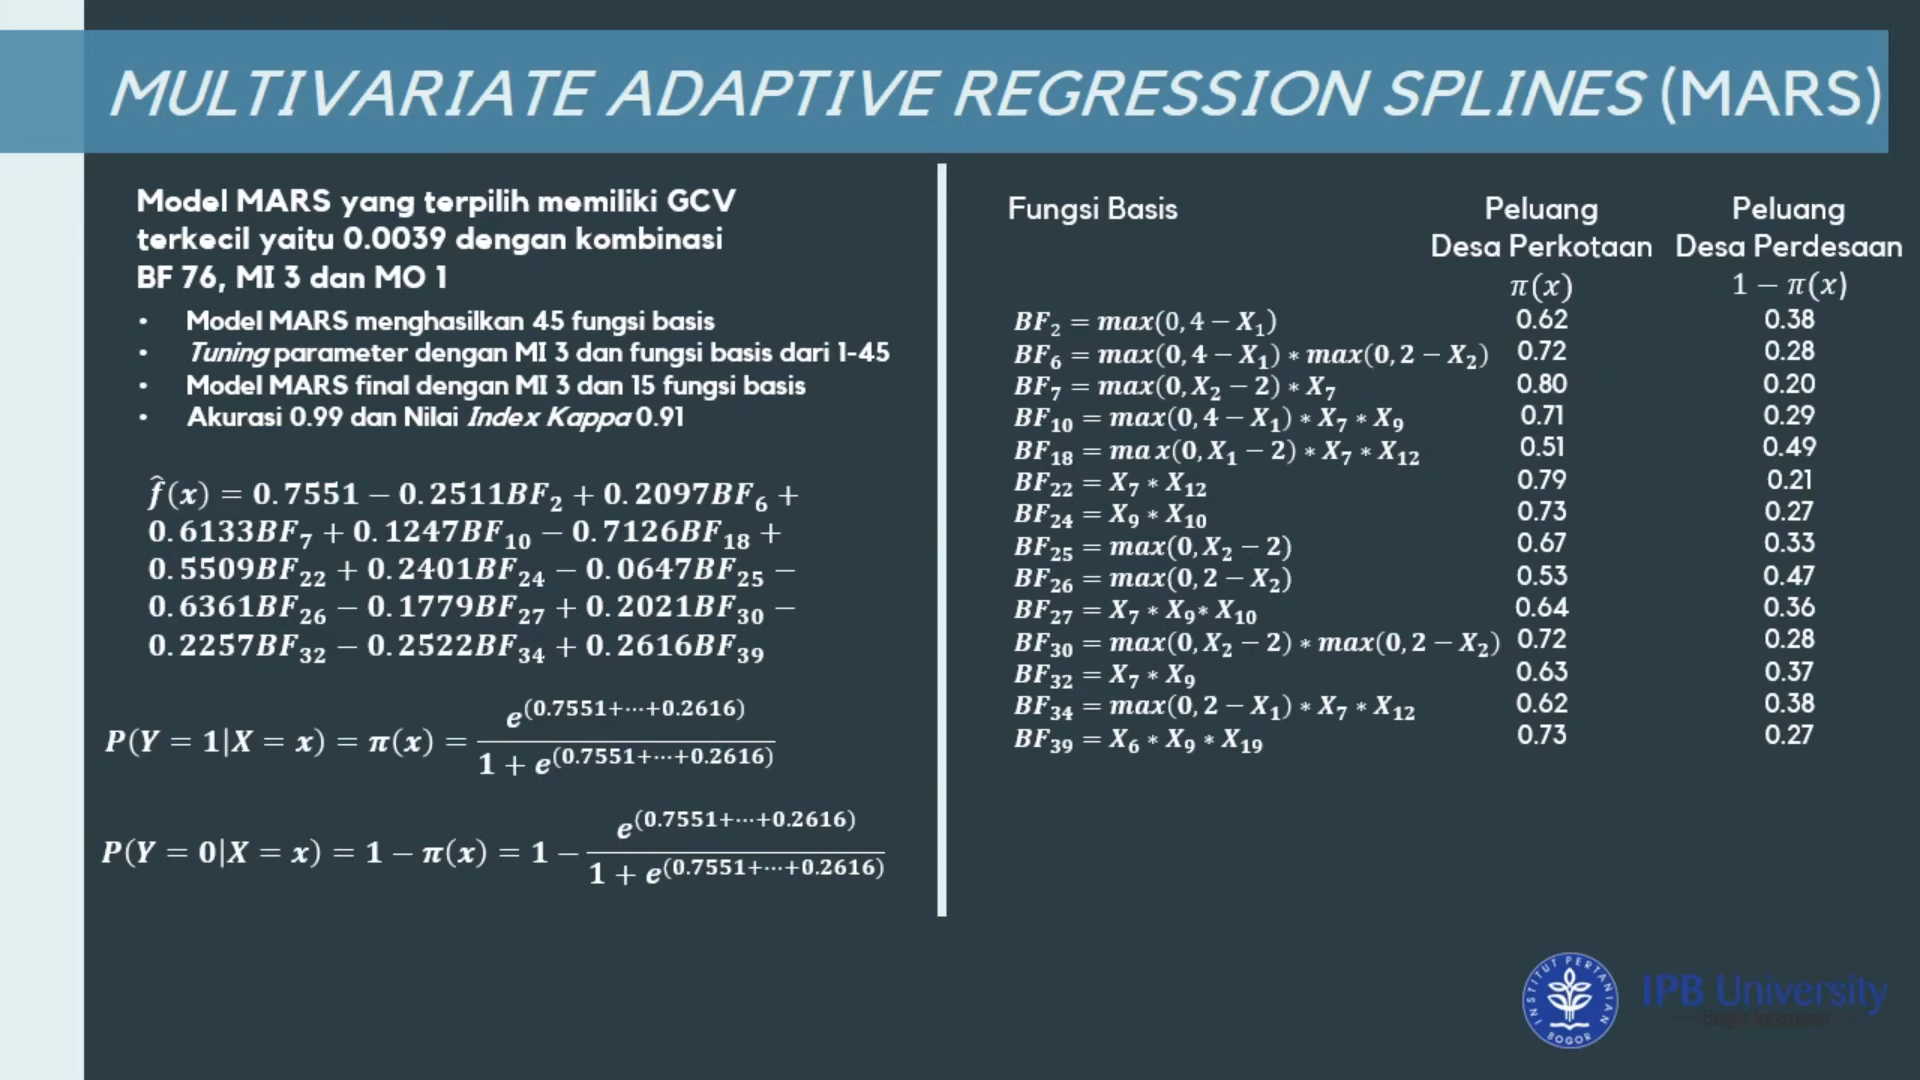 MULTIVARIATE ADAPTIVE REGRESSION SPLINES (MARS)
Model MARS yang terpilih memiliki GCV
terkecil yaitu 0.0039 dengan kombinasi
BF 76, MI 3 dan MO 1
• Model MARS menghasilkan 45 fungsi basis
• Tuning parameter dengan MI 3 dan fungsi basis dari 1-45
• Model MARS final dengan MI 3 dan 15 fungsi basis
• Akurasi 0.99 dan Nilai Index Kappa 0.91
f̂(x) = 0.7551 − 0.2511BF₂ + 0.2097BF₆ +
0.6133BF₇ + 0.1247BF₁₀ − 0.7126BF₁₈ +
0.5509BF₂₂ + 0.2401BF₂₄ − 0.0647BF₂₅ −
0.6361BF₂₆ − 0.1779BF₂₇ + 0.2021BF₃₀ −
0.2257BF₃₂ − 0.2522BF₃₄ + 0.2616BF₃₉
P(Y = 1|X = x) = π(x) = e^(0.7551+⋯+0.2616) / 1 + e^(0.7551+⋯+0.2616)
P(Y = 0|X = x) = 1 − π(x) = 1 − e^(0.7551+⋯+0.2616) / 1 + e^(0.7551+⋯+0.2616)
Fungsi Basis Peluang Peluang
Desa Perkotaan Desa Perdesaan
π(x) 1 − π(x)
BF₂ = max(0, 4 − X₁) 0.62 0.38
BF₆ = max(0, 4 − X₁) * max(0, 2 − X₂) 0.72 0.28
BF₇ = max(0, X₂ − 2) * X₇ 0.80 0.20
BF₁₀ = max(0, 4 − X₁) * X₇ * X₉ 0.71 0.29
BF₁₈ = max(0, X₁ − 2) * X₇ * X₁₂ 0.51 0.49
BF₂₂ = X₇ * X₁₂ 0.79 0.21
BF₂₄ = X₉ * X₁₀ 0.73 0.27
BF₂₅ = max(0, X₂ − 2) 0.67 0.33
BF₂₆ = max(0, 2 − X₂) 0.53 0.47
BF₂₇ = X₇ * X₉* X₁₀ 0.64 0.36
BF₃₀ = max(0, X₂ − 2) * max(0, 2 − X₂) 0.72 0.28
BF₃₂ = X₇ * X₉ 0.63 0.37
BF₃₄ = max(0, 2 − X₁) * X₇ * X₁₂ 0.62 0.38
BF₃₉ = X₆ * X₉ * X₁₉ 0.73 0.27
INSTITUT PERTANIAN
BOGOR
IPB University
Bogor Indonesia